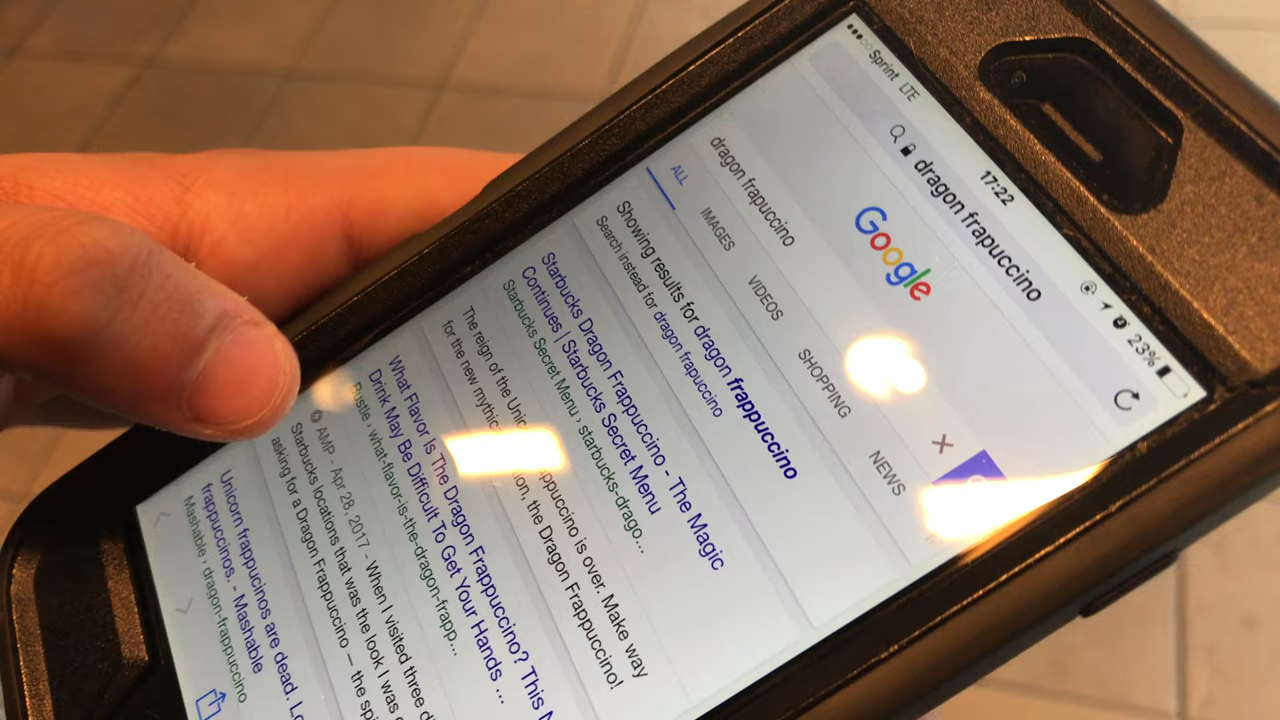 Sprint LTE 17:22 23%
dragon frapuccino
Google
dragon frapuccino
ALL IMAGES VIDEOS SHOPPING NEWS
Showing results for dragon frappuccino
Search instead for dragon frapuccino
Starbucks Dragon Frappuccino - The Magic
Continues | Starbucks Secret Menu
Starbucks Secret Menu › starbucks-drago...
The reign of the Unic ppuccino is over. Make way
for the new mythic on, the Dragon Frappuccino!
What Flavor Is The Dragon Frappuccino? This
Drink May Be Difficult To Get Your Hands ...
Bustle › what-flavor-is-the-dragon-frapp...
AMP - Apr 28, 2017 - When I visited three
Starbucks locations that was the look I was
asking for a Dragon Frappuccino — the
Unicorn frappucinos are dead.
frappuccinos. - Mashable
Mashable › dragon-frappuccino